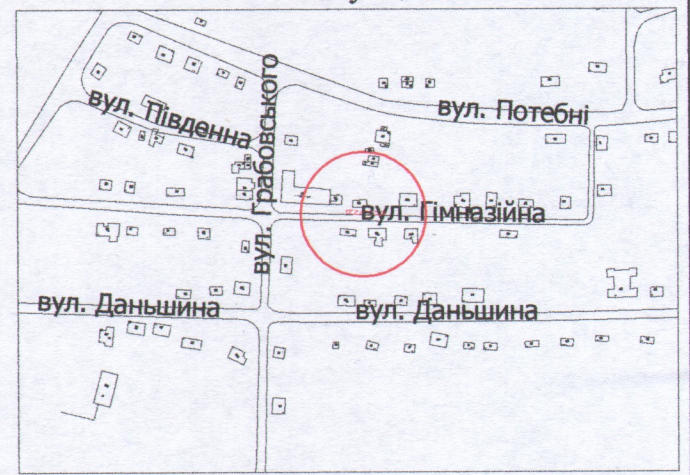 вул. Потебні
вул. Південна
вул. Грабовського
вул. Гімназійна
вул. Даньшина
вул. Даньшина